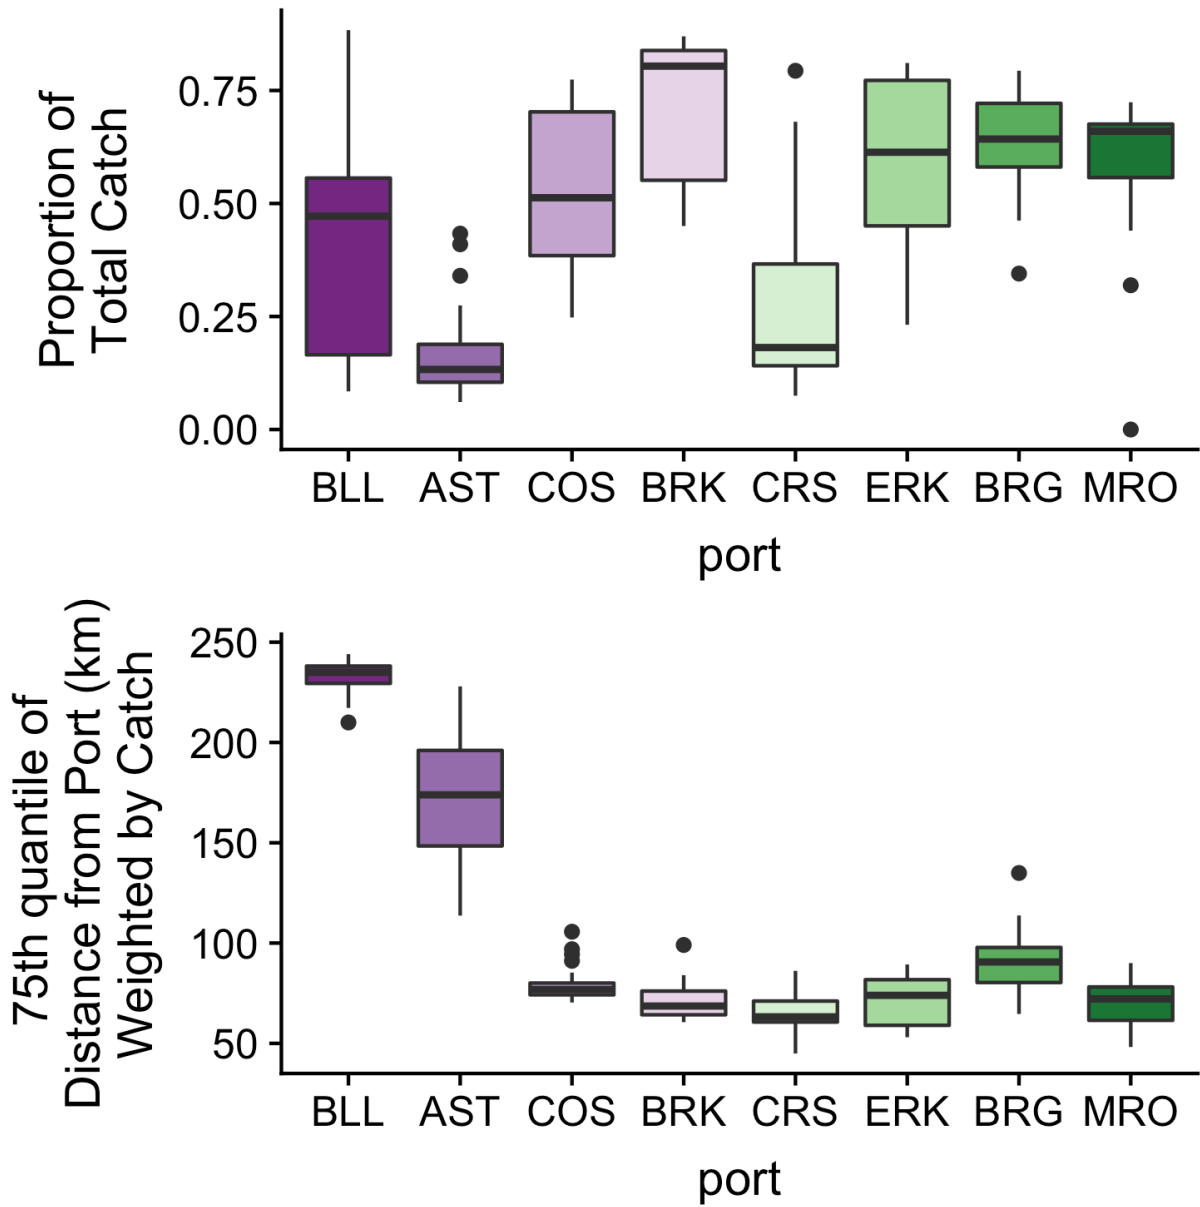 Proportion of
Total Catch
0.75
0.50
0.25
0.00
BLL AST COS BRK CRS ERK BRG MRO
port
75th quantile of
Distance from Port (km)
Weighted by Catch
250
200
150
100
50
BLL AST COS BRK CRS ERK BRG MRO
port